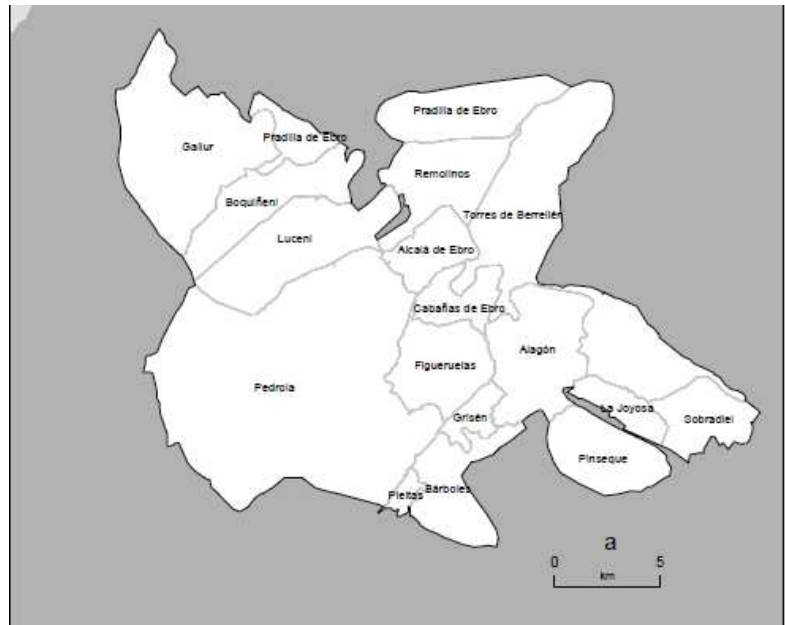 Pradilla de Ebro
Gallur
Pradilla de Ebro
Remolinos
Boquiñeni
Torres de Berrellén
Luceni
Alcalá de Ebro
Cabañas de Ebro
Alagón
Figueruelas
Pedrola
La Joyosa
Grisén
Sobradiel
Pinseque
Pleitas
Bárboles
a
0 5
km